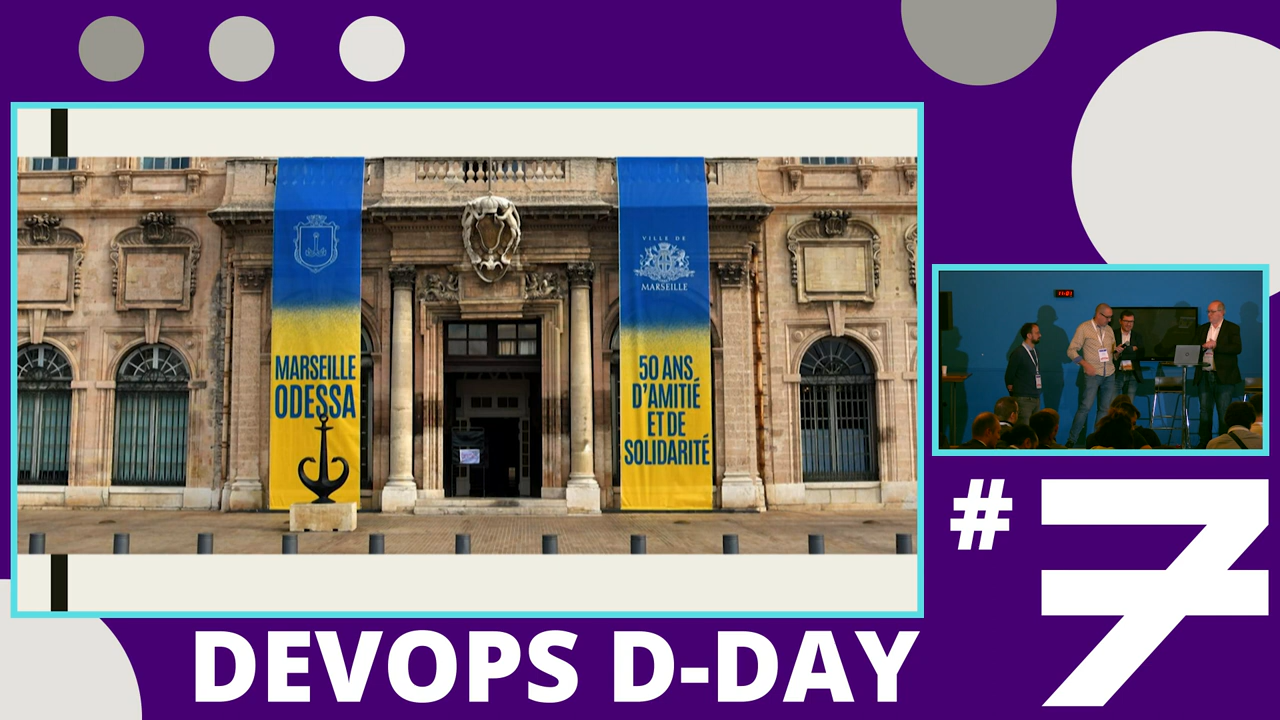 MARSEILLE
ODESSA
VILLE DE
MARSEILLE
50 ANS
D'AMITIÉ
ET DE
SOLIDARITÉ
#7
DEVOPS D-DAY